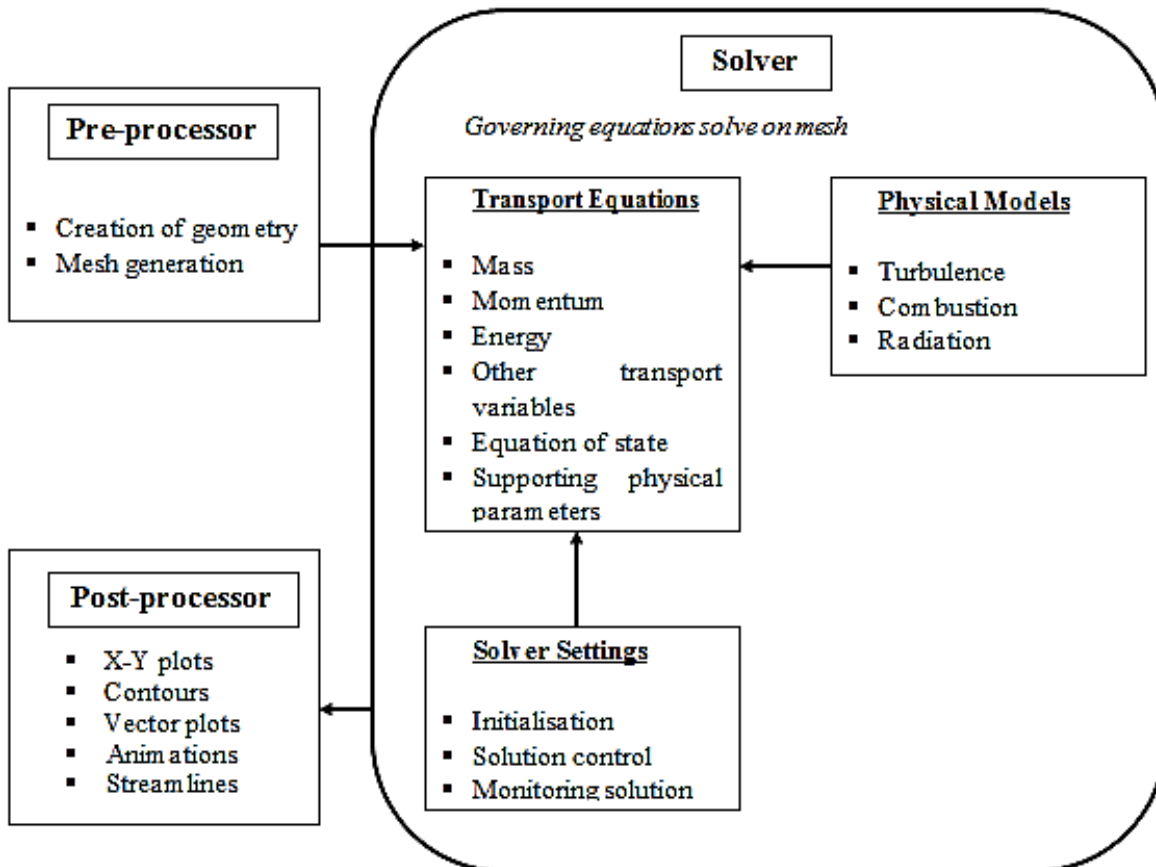 Pre-processor
Creation of geometry
Mesh generation
Solver
Governing equations solve on mesh
Transport Equations
Mass
Momentum
Energy
Other transport
variables
Equation of state
Supporting physical
parameters
Physical Models
Turbulence
Combustion
Radiation
Solver Settings
Initialisation
Solution control
Monitoring solution
Post-processor
X-Y plots
Contours
Vector plots
Animations
Streamlines